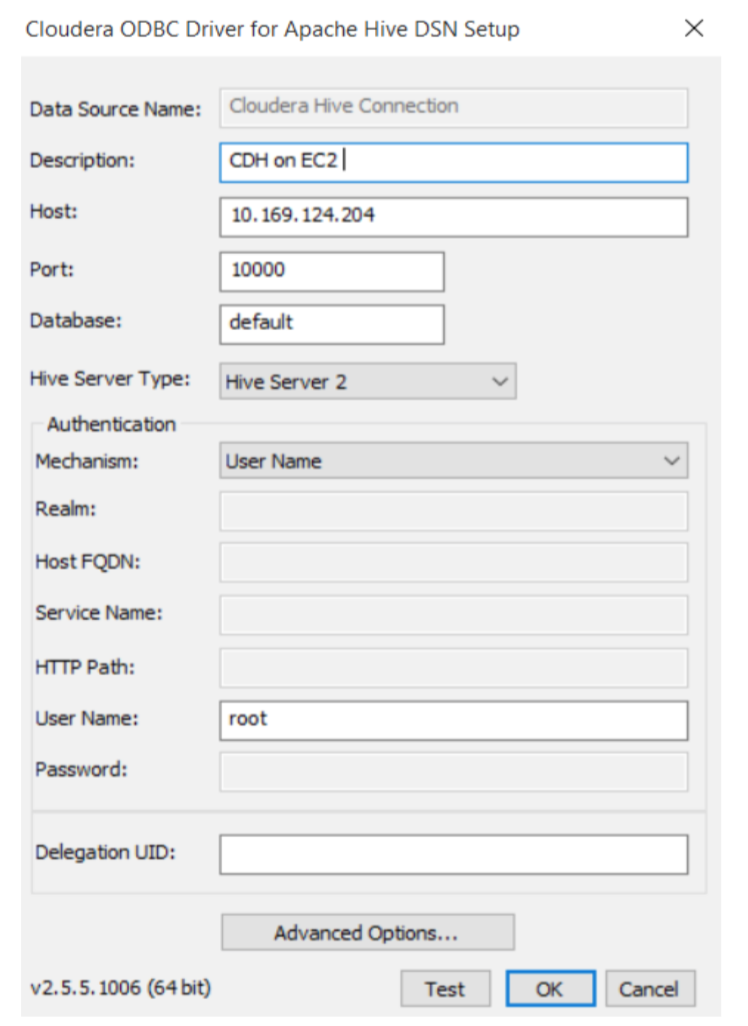 Cloudera ODBC Driver for Apache Hive DSN Setup
Data Source Name: Cloudera Hive Connection
Description: CDH on EC2
Host: 10.169.124.204
Port: 10000
Database: default
Hive Server Type: Hive Server 2
Authentication
Mechanism: User Name
Realm:
Host FQDN:
Service Name:
HTTP Path:
User Name: root
Password:
Delegation UID:
Advanced Options...
v2.5.5.1006 (64 bit) Test OK Cancel